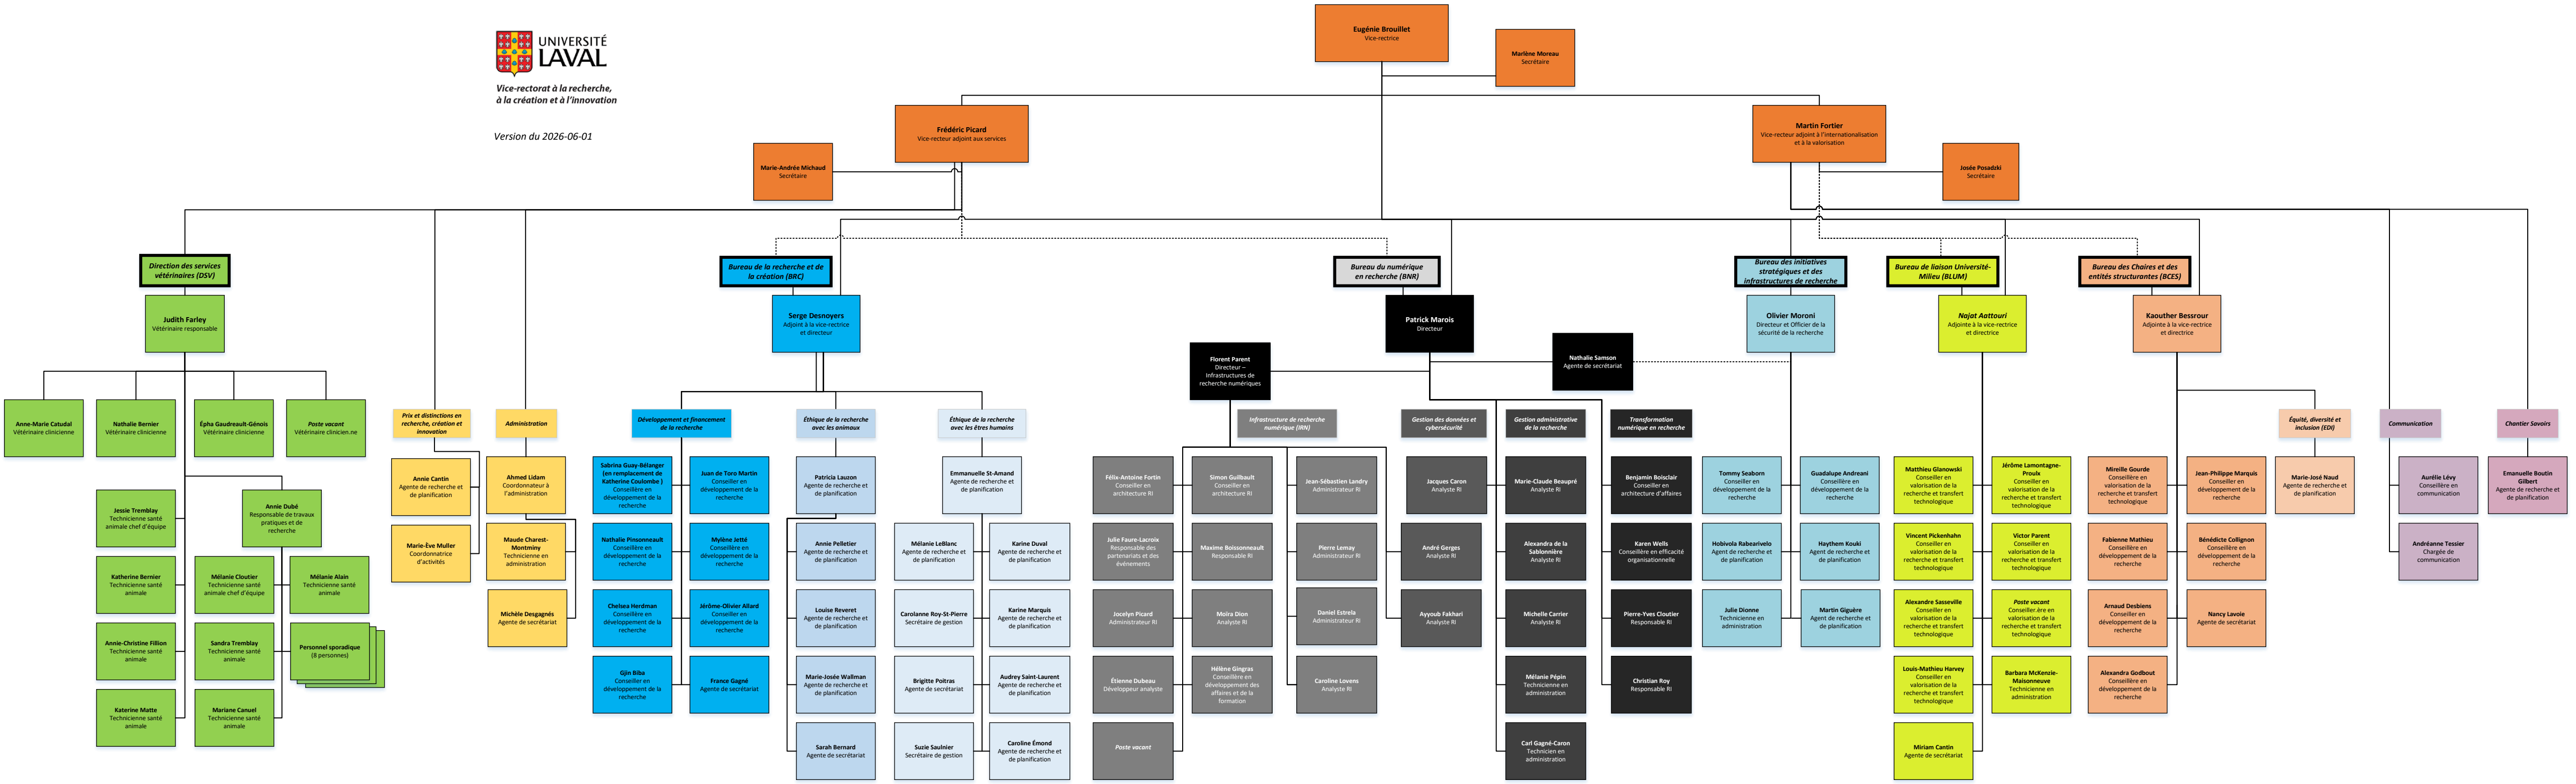 Eugénie Brouillet
Vice-rectrice
Marlène Moreau
Secrétaire
UNIVERSITÉ
LAVAL
Vice-rectorat à la recherche,
à la création et à l'innovation
Version du 2026-06-01
Frédéric Picard
Vice-recteur adjoint aux services
Martin Fortier
Vice-recteur adjoint à l'internationalisation
et à la valorisation
Marie-Andrée Michaud
Secrétaire
Josée Posadzki
Secrétaire
Direction des services
vétérinaires (DSV)
Judith Farley
Vétérinaire responsable
Anne-Marie Catudal
Vétérinaire clinicienne
Nathalie Bernier
Vétérinaire clinicienne
Épha Gaudreault-Génois
Vétérinaire clinicienne
Poste vacant
Vétérinaire clinicien.ne
Jessie Tremblay
Technicienne santé
animale chef d'équipe
Annie Dubé
Responsable de travaux
pratiques et de
recherche
Katherine Bernier
Technicienne santé
animale
Mélanie Cloutier
Technicienne santé
animale chef d'équipe
Mélanie Alain
Technicienne santé
animale
Annie-Christine Fillion
Technicienne santé
animale
Sandra Tremblay
Technicienne santé
animale
Personnel sporadique
(8 personnes)
Katerine Matte
Technicienne santé
animale
Mariane Canuel
Technicienne santé
animale
Prix et distinctions en
recherche, création et
innovation
Annie Cantin
Agente de recherche et
de planification
Marie-Ève Muller
Coordonnatrice
d'activités
Administration
Ahmed Lidam
Coordonnateur à
l'administration
Maude Charest-
Montminy
Technicienne en
administration
Michèle Desgagnés
Agente de secrétariat
Bureau de la recherche et de
la création (BRC)
Serge Desnoyers
Adjoint à la vice-rectrice
et directeur
Développement et financement
de la recherche
Sabrina Guay-Bélanger
(en remplacement de
Katherine Coulombe )
Conseillère en
développement de la
recherche
Juan de Toro Martin
Conseiller en
développement de la
recherche
Nathalie Pinsonneault
Conseillère en
développement de la
recherche
Mylène Jetté
Conseillère en
développement de la
recherche
Chelsea Herdman
Conseillère en
développement de la
recherche
Jérôme-Olivier Allard
Conseiller en
développement de la
recherche
Gjin Biba
Conseiller en
développement de la
recherche
France Gagné
Agente de secrétariat
Éthique de la recherche
avec les animaux
Patricia Lauzon
Agente de recherche et
de planification
Annie Pelletier
Agente de recherche et
de planification
Louise Reveret
Agente de recherche et
de planification
Marie-Josée Wallman
Agente de recherche et
de planification
Sarah Bernard
Agente de secrétariat
Éthique de la recherche
avec les êtres humains
Emmanuelle St-Amand
Agente de recherche et
de planification
Mélanie LeBlanc
Agente de recherche et
de planification
Karine Duval
Agente de recherche et
de planification
Carolanne Roy-St-Pierre
Secrétaire de gestion
Karine Marquis
Agente de recherche et
de planification
Brigitte Poitras
Agente de secrétariat
Audrey Saint-Laurent
Agente de recherche et
de planification
Suzie Saulnier
Secrétaire de gestion
Caroline Émond
Agente de recherche et
de planification
Bureau du numérique
en recherche (BNR)
Patrick Marois
Directeur
Florent Parent
Directeur –
Infrastructures de
recherche numériques
Nathalie Samson
Agente de secrétariat
Infrastructure de recherche
numérique (IRN)
Félix-Antoine Fortin
Conseiller en
architecture RI
Simon Guilbault
Conseiller en
architecture RI
Jean-Sébastien Landry
Administrateur RI
Julie Faure-Lacroix
Responsable des
partenariats et des
événements
Maxime Boissonneault
Responsable RI
Pierre Lemay
Administrateur RI
Jocelyn Picard
Administrateur RI
Moïra Dion
Analyste RI
Daniel Estrela
Administrateur RI
Étienne Dubeau
Développeur analyste
Hélène Gingras
Conseillère en
développement des
affaires et de la
formation
Caroline Lovens
Analyste RI
Poste vacant
Gestion des données et
cybersécurité
Jacques Caron
Analyste RI
André Gerges
Analyste RI
Ayyoub Fakhari
Analyste RI
Gestion administrative
de la recherche
Marie-Claude Beaupré
Analyste RI
Alexandra de la
Sablonnière
Analyste RI
Michelle Carrier
Analyste RI
Mélanie Pépin
Technicienne en
administration
Carl Gagné-Caron
Technicien en
administration
Transformation
numérique en recherche
Benjamin Boisclair
Conseiller en
architecture d'affaires
Karen Wells
Conseillère en efficacité
organisationnelle
Pierre-Yves Cloutier
Responsable RI
Christian Roy
Responsable RI
Bureau des initiatives
stratégiques et des
infrastructures de recherche
Olivier Moroni
Directeur et Officier de la
sécurité de la recherche
Tommy Seaborn
Conseiller en
développement de la
recherche
Guadalupe Andreani
Conseillère en
développement de la
recherche
Hobivola Rabearivelo
Agent de recherche et
de planification
Haythem Kouki
Agent de recherche et
de planification
Julie Dionne
Technicienne en
administration
Martin Giguère
Agent de recherche et
de planification
Bureau de liaison Université-
Milieu (BLUM)
Najat Aattouri
Adjointe à la vice-rectrice
et directrice
Matthieu Glanowski
Conseiller en
valorisation de la
recherche et transfert
technologique
Jérôme Lamontagne-
Proulx
Conseiller en
valorisation de la
recherche et transfert
technologique
Vincent Pickenhahn
Conseiller en
valorisation de la
recherche et transfert
technologique
Victor Parent
Conseiller en
valorisation de la
recherche et transfert
technologique
Alexandre Sasseville
Conseiller en
valorisation de la
recherche et transfert
technologique
Poste vacant
Conseiller.ère en
valorisation de la
recherche et transfert
technologique
Louis-Mathieu Harvey
Conseiller en
valorisation de la
recherche et transfert
technologique
Barbara McKenzie-
Maisonneuve
Technicienne en
administration
Miriam Cantin
Agente de secrétariat
Bureau des Chaires et des
entités structurantes (BCES)
Kaouther Bessrour
Adjointe à la vice-rectrice
et directrice
Mireille Gourde
Conseillère en
valorisation de la
recherche et transfert
technologique
Jean-Philippe Marquis
Conseiller en
développement de la
recherche
Fabienne Mathieu
Conseillère en
développement de la
recherche
Bénédicte Collignon
Conseillère en
développement de la
recherche
Arnaud Desbiens
Conseiller en
développement de la
recherche
Nancy Lavoie
Agente de secrétariat
Alexandra Godbout
Conseillère en
développement de la
recherche
Équité, diversité et
inclusion (EDI)
Marie-José Naud
Agente de recherche et
de planification
Communication
Aurélie Lévy
Conseillère en
communication
Andréanne Tessier
Chargée de
communication
Chantier Savoirs
Emanuelle Boutin
Gilbert
Agente de recherche et
de planification